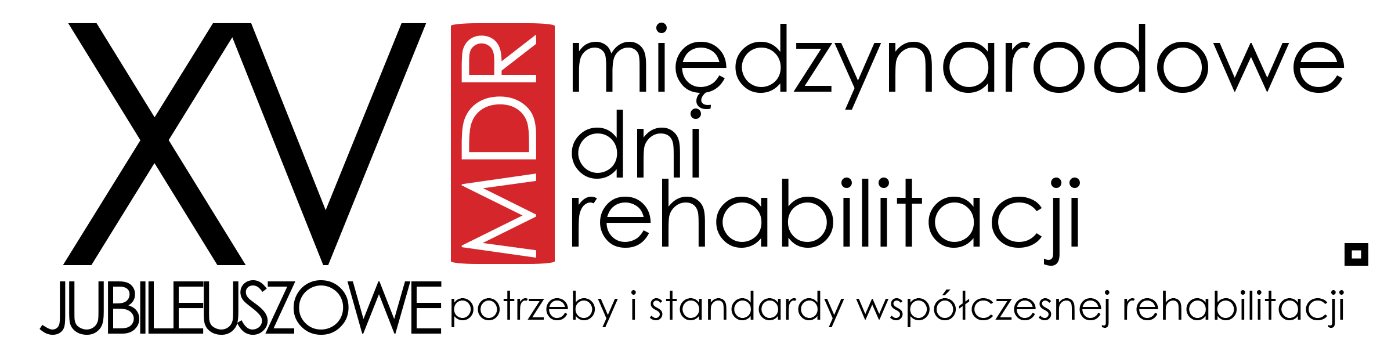 XV
JUBILEUSZOWE
MDR
międzynarodowe
dni
rehabilitacji
potrzeby i standardy współczesnej rehabilitacji